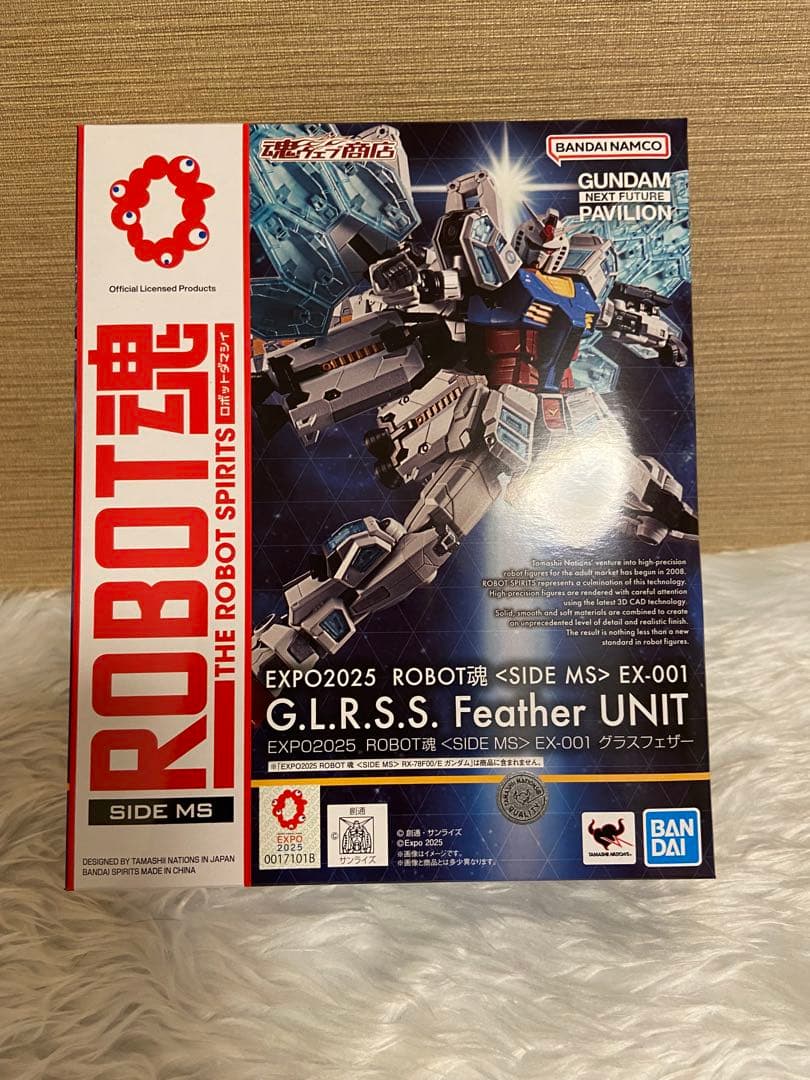 Official Licensed Products
ROBOT魂
THE ROBOT SPIRITS
ロボットダマシイ
SIDE MS
DESIGNED BY TAMASHII NATIONS IN JAPAN
BANDAI SPIRITS MADE IN CHINA
魂ウェブ商店
BANDAI NAMCO
GUNDAM
NEXT FUTURE
PAVILION
Tamashii Nations' venture into high-precision
robot figures for the adult market has begun in 2008.
ROBOT SPIRITS represents a culmination of this technology.
High-precision figures are rendered with careful attention
using the latest 3D CAD technology.
Solid, smooth and soft materials are combined to create
an unprecedented level of detail and realistic finish.
The result is nothing less than a new
standard in robot figures.
EXPO2025 ROBOT魂 <SIDE MS> EX-001
G.L.R.S.S. Feather UNIT
EXPO2025 ROBOT魂 <SIDE MS> EX-001 グラスフェザー
※「EXPO2025 ROBOT 魂 <SIDE MS> RX-78F00/E ガンダム」は商品に含まれません。
EXPO
2025
0017101B
©
創通
サンライズ
© 創通・サンライズ
©Expo 2025
※画像はイメージです。
※画像と商品とは多少異なります。
TAMASHII NATIONS
QUALITY
TAMASHII NATIONS
BAN
DAI